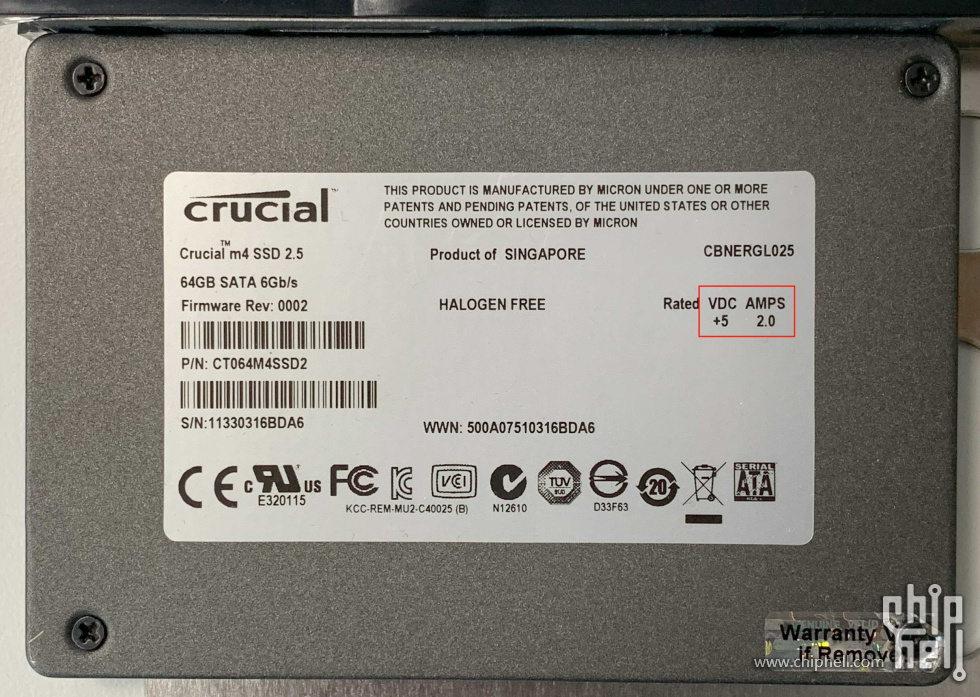 crucial™
THIS PRODUCT IS MANUFACTURED BY MICRON UNDER ONE OR MORE
PATENTS AND PENDING PATENTS, OF THE UNITED STATES OR OTHER
COUNTRIES OWNED OR LICENSED BY MICRON
Crucial™ m4 SSD 2.5
Product of SINGAPORE
CBNERGL025
64GB SATA 6Gb/s
Firmware Rev: 0002
HALOGEN FREE
Rated VDC AMPS
+5 2.0
P/N: CT064M4SSD2
S/N:11330316BDA6
WWN: 500A07510316BDA6
CE c UL us FC VCI TUV 20 SERIAL ATA
E320115
KCC-REM-MU2-C40025 (B)
N12610
D33F63
Warranty
If Remove
www.chiphell.com
chip hell